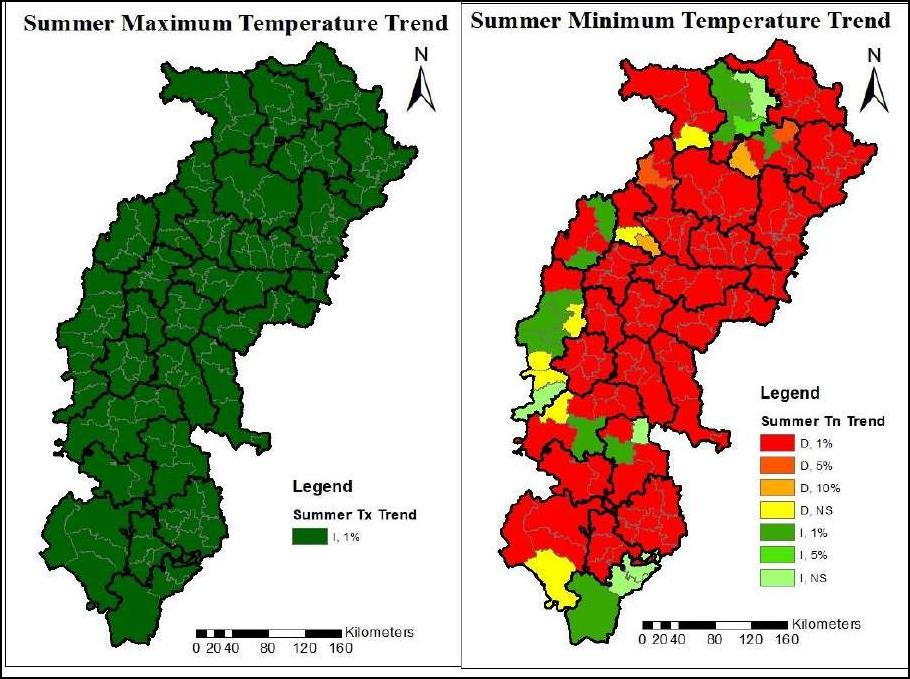 Summer Maximum Temperature Trend
N
Legend
Summer Tx Trend
I, 1%
Kilometers
0 20 40 80 120 160
Summer Minimum Temperature Trend
N
Legend
Summer Tn Trend
D, 1%
D, 5%
D, 10%
D, NS
I, 1%
I, 5%
I, NS
Kilometers
0 20 40 80 120 160